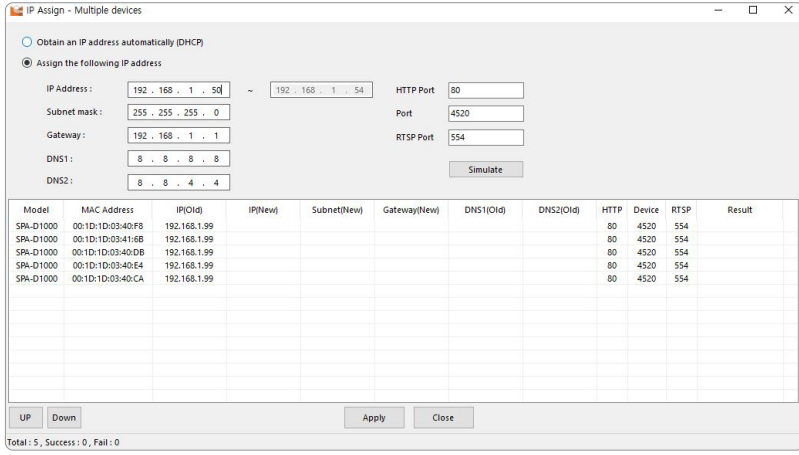 IP Assign - Multiple devices
Obtain an IP address automatically (DHCP)
Assign the following IP address
IP Address : 192 . 168 . 1 . 50 ~ 192 . 168 . 1 . 54 HTTP Port 80
Subnet mask : 255 . 255 . 255 . 0 Port 4520
Gateway : 192 . 168 . 1 . 1 RTSP Port 554
DNS1 : 8 . 8 . 8 . 8 Simulate
DNS2 : 8 . 8 . 4 . 4
Model MAC Address IP(Old) IP(New) Subnet(New) Gateway(New) DNS1(Old) DNS2(Old) HTTP Device RTSP Result
SPA-D1000 00:1D:1D:03:40:F8 192.168.1.99 80 4520 554
SPA-D1000 00:1D:1D:03:41:6B 192.168.1.99 80 4520 554
SPA-D1000 00:1D:1D:03:40:DB 192.168.1.99 80 4520 554
SPA-D1000 00:1D:1D:03:40:E4 192.168.1.99 80 4520 554
SPA-D1000 00:1D:1D:03:40:CA 192.168.1.99 80 4520 554
UP Down Apply Close
Total : 5 , Success : 0 , Fail : 0